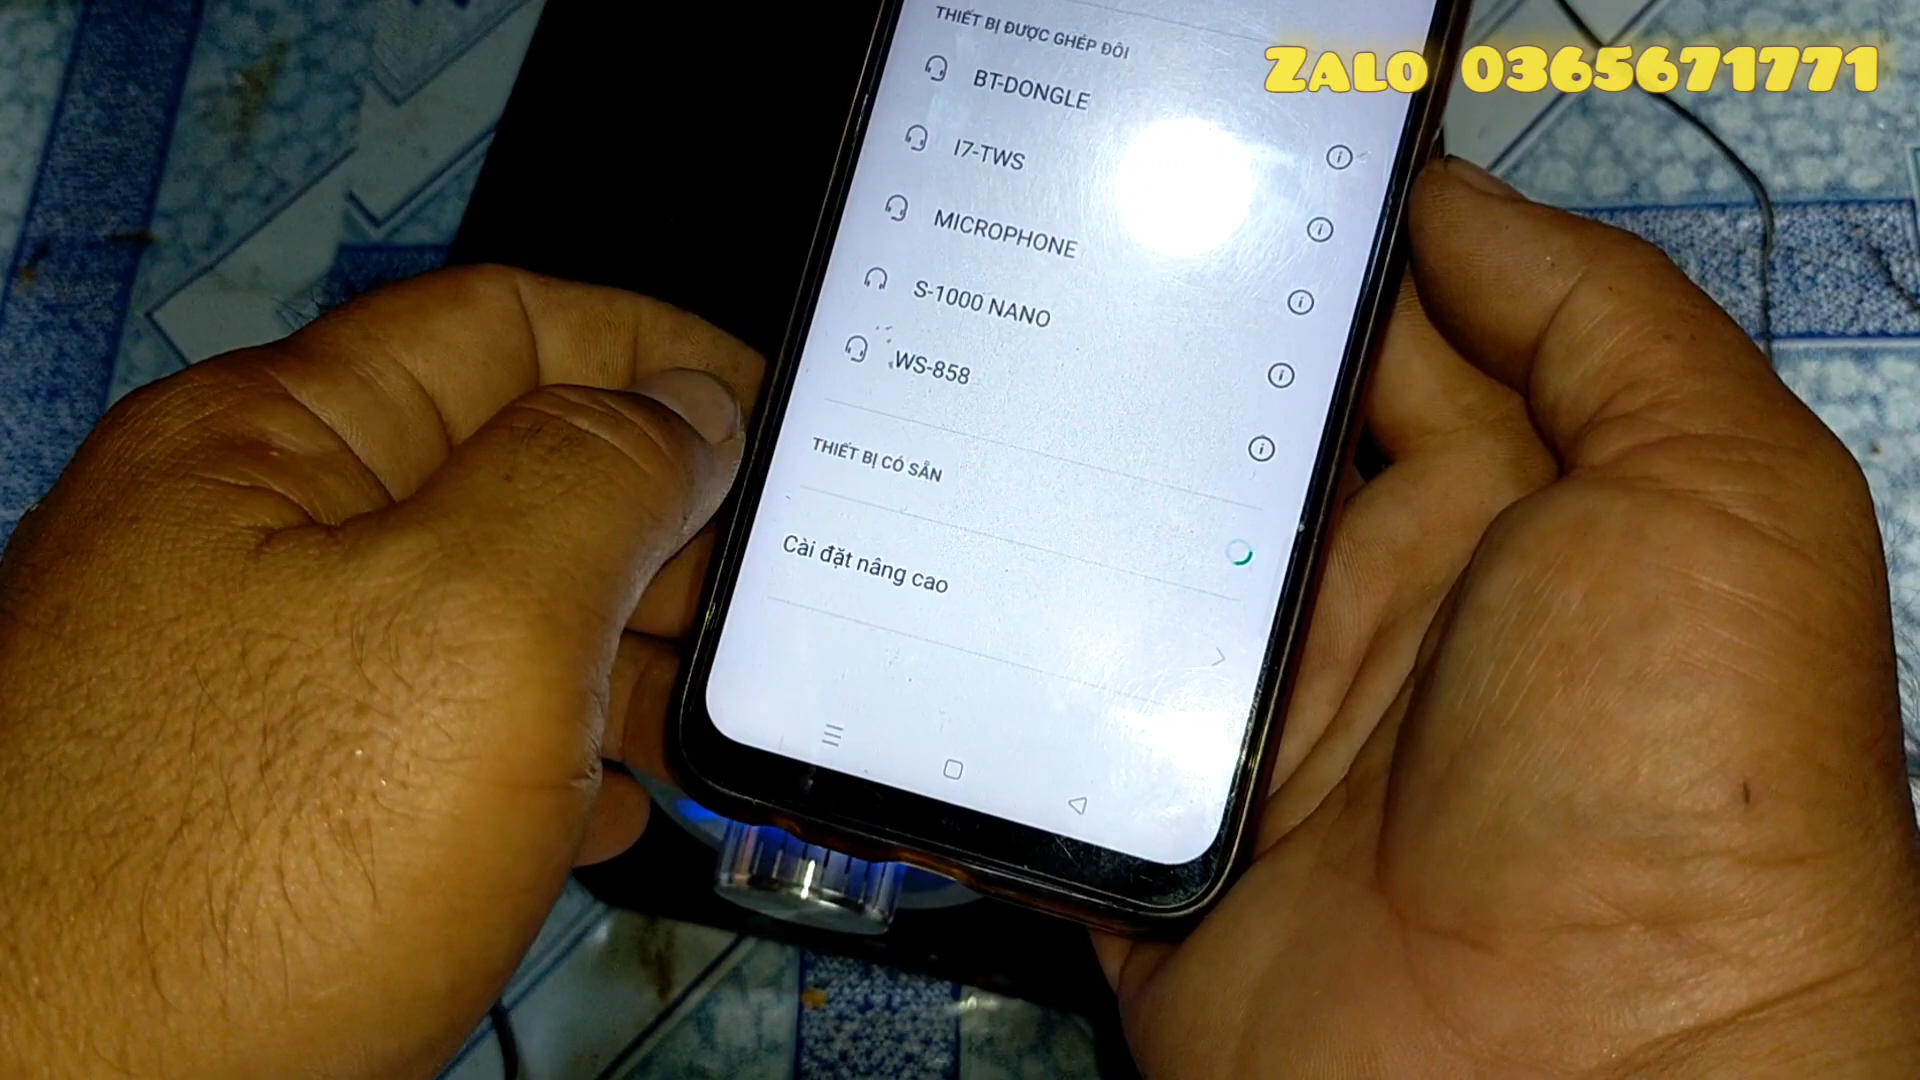 THIẾT BỊ ĐƯỢC GHÉP ĐÔI
ZALO 0365671771
BT-DONGLE
I7-TWS
MICROPHONE
S-1000 NANO
WS-858
THIẾT BỊ CÓ SẴN
Cài đặt nâng cao